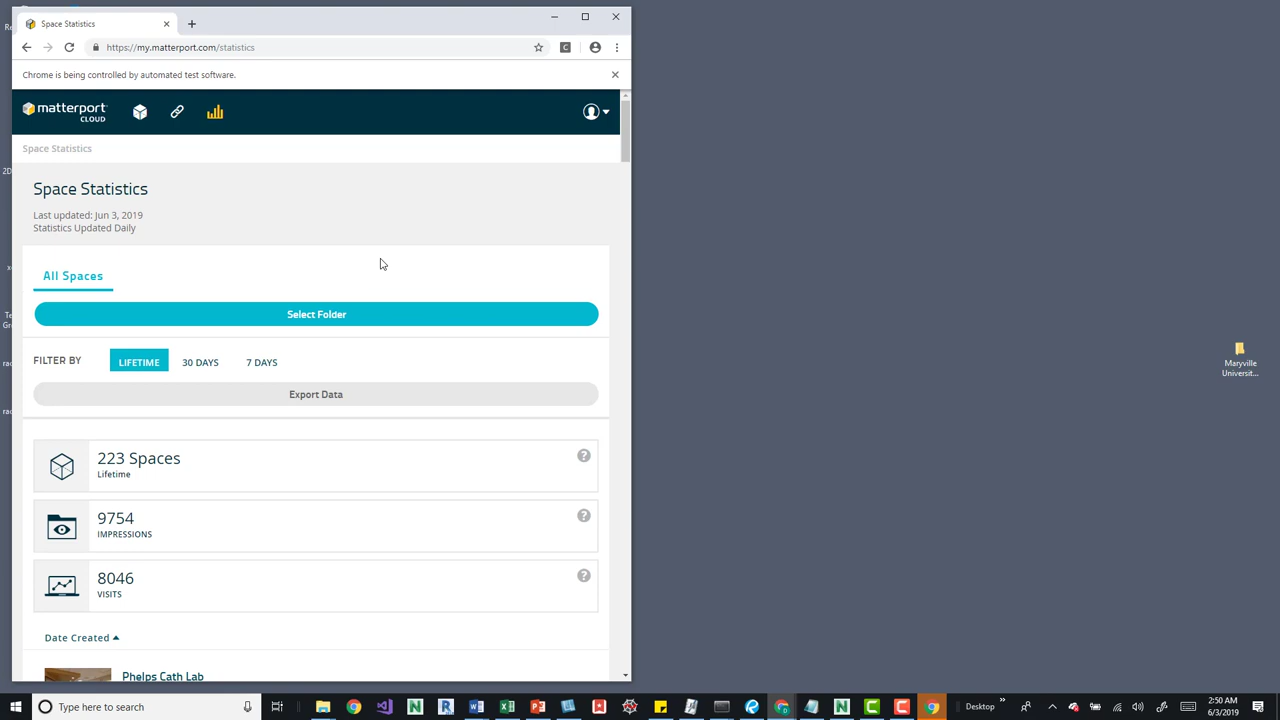 Space Statistics
https://my.matterport.com/statistics
Chrome is being controlled by automated test software.
matterport
CLOUD
Space Statistics
Space Statistics
Last updated: Jun 3, 2019
Statistics Updated Daily
All Spaces
Select Folder
FILTER BY LIFETIME 30 DAYS 7 DAYS
Export Data
223 Spaces
Lifetime
9754
IMPRESSIONS
8046
VISITS
Date Created
Phelps Cath Lab
Maryville
Universit...
Type here to search
Desktop
2:50 AM
6/3/2019